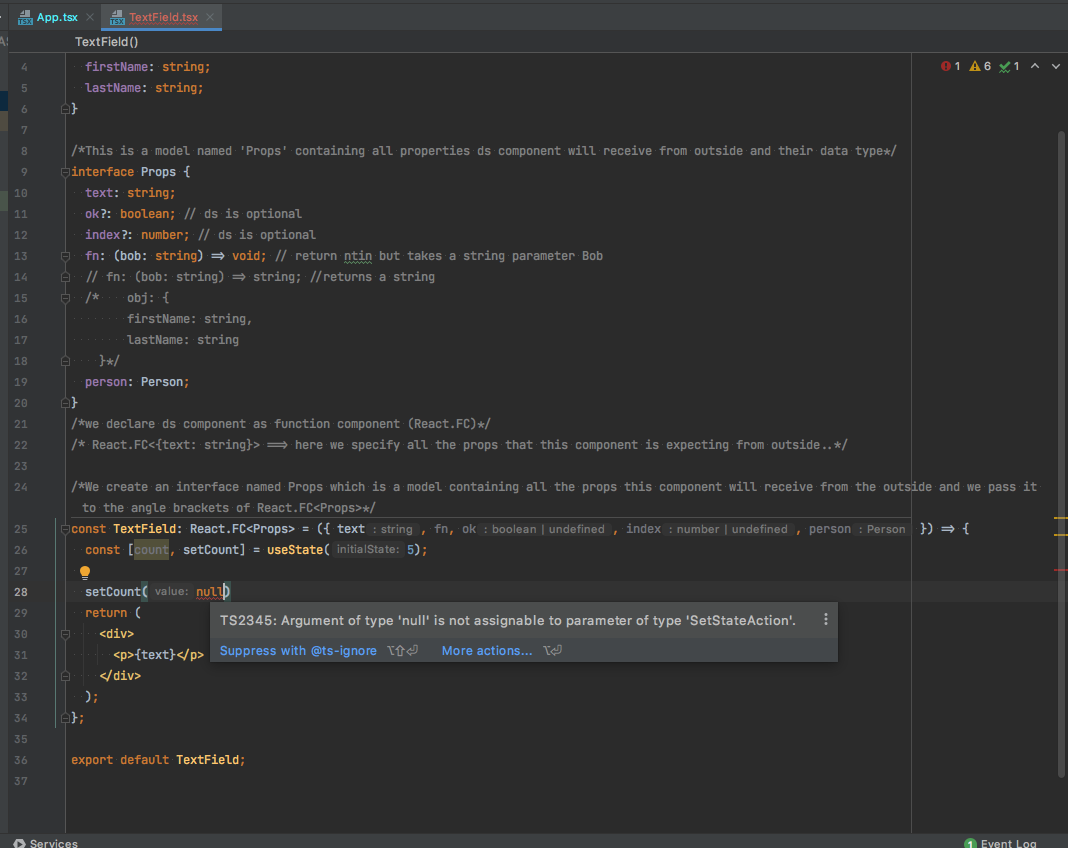 App.tsx TextField.tsx
TextField()
1 6 1
4 firstName: string;
5 lastName: string;
6 }
7
8 /*This is a model named 'Props' containing all properties ds component will receive from outside and their data type*/
9 interface Props {
10 text: string;
11 ok?: boolean; // ds is optional
12 index?: number; // ds is optional
13 fn: (bob: string) => void; // return ntin but takes a string parameter Bob
14 // fn: (bob: string) => string; //returns a string
15 /* obj: {
16 firstName: string,
17 lastName: string
18 }*/
19 person: Person;
20 }
21 /*we declare ds component as function component (React.FC)*/
22 /* React.FC<{text: string}> ==> here we specify all the props that this component is expecting from outside..*/
23
24 /*We create an interface named Props which is a model containing all the props this component will receive from the outside and we pass it
to the angle brackets of React.FC<Props>*/
25 const TextField: React.FC<Props> = ({ text : string , fn, ok : boolean | undefined , index : number | undefined , person : Person }) => {
26 const [count, setCount] = useState( initialState: 5);
27
28 setCount( value: null)
29 return (
TS2345: Argument of type 'null' is not assignable to parameter of type 'SetStateAction'.
30 <div>
31 <p>{text}</p>
Suppress with @ts-ignore ⌥⇧⏎ More actions... ⌥⏎
32 </div>
33 );
34 };
35
36 export default TextField;
37
Services 1 Event Log